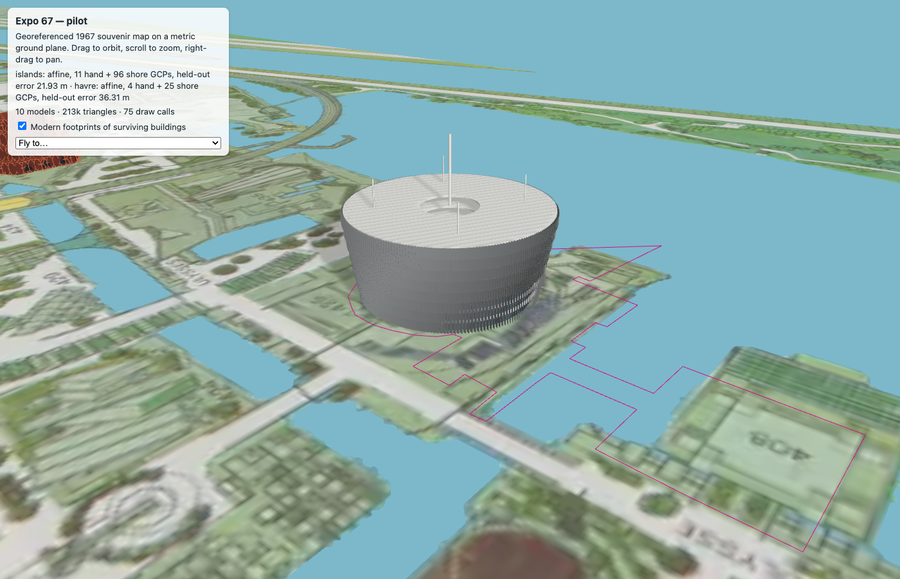 Expo 67 — pilot
Georeferenced 1967 souvenir map on a metric
ground plane. Drag to orbit, scroll to zoom, right-
drag to pan.
islands: affine, 11 hand + 96 shore GCPs, held-out
error 21.93 m · havre: affine, 4 hand + 25 shore
GCPs, held-out error 36.31 m
10 models · 213k triangles · 75 draw calls
Modern footprints of surviving buildings
Fly to...
408